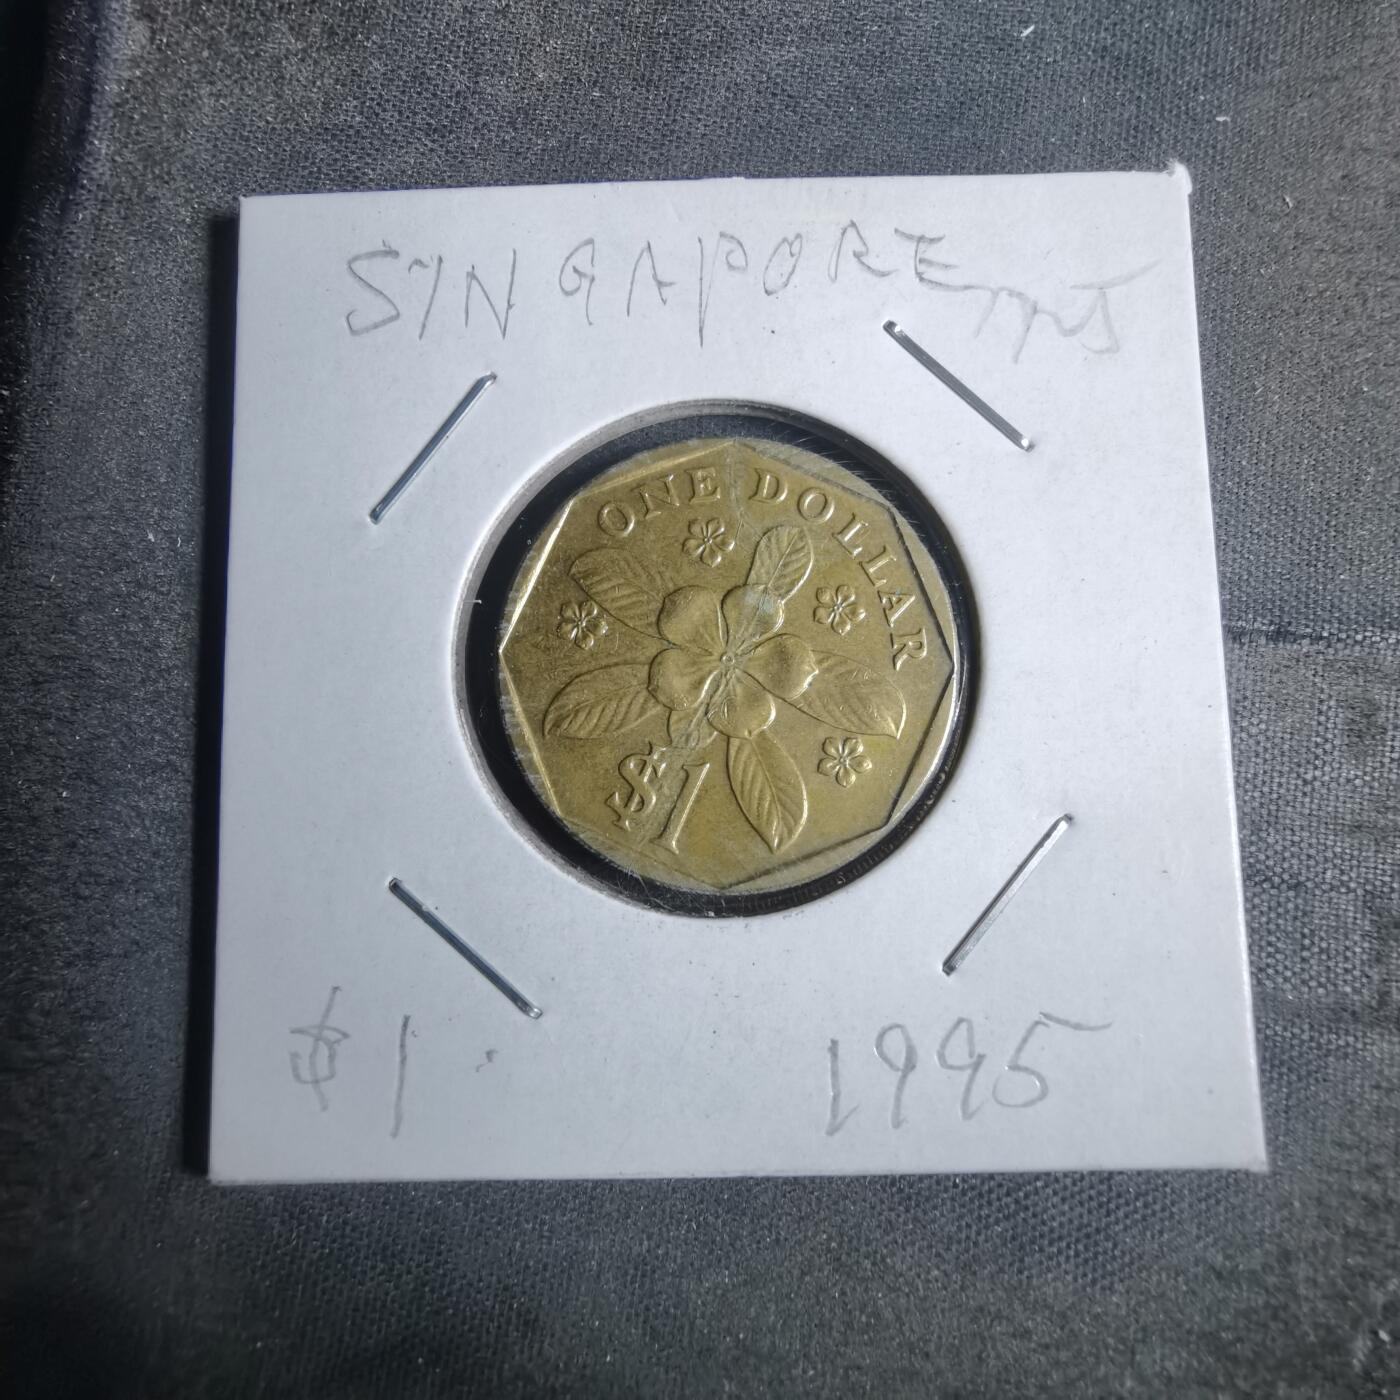 SINGAPORE
ONE DOLLAR
$1
$1 1995